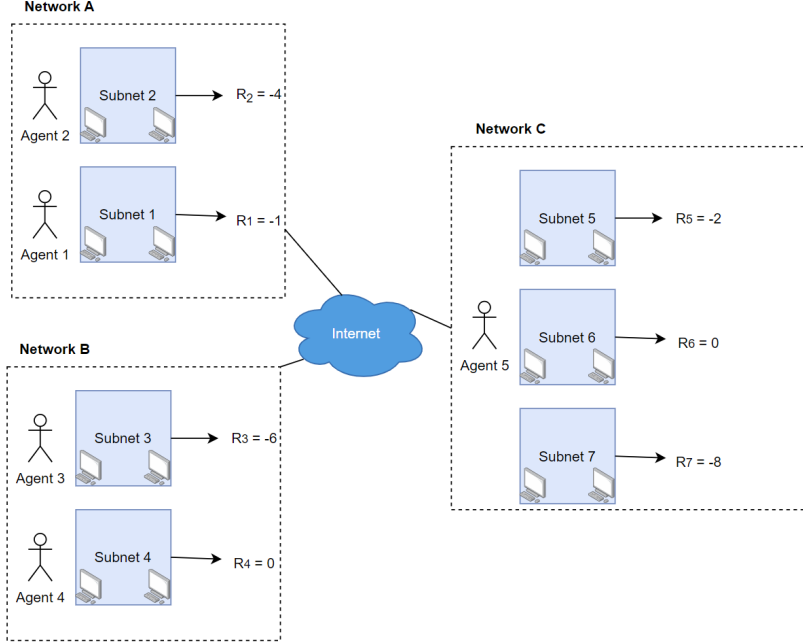 Network A
Subnet 2
R2 = -4
Agent 2
Subnet 1
R1 = -1
Agent 1
Network C
Subnet 5
R5 = -2
Subnet 6
R6 = 0
Agent 5
Subnet 7
R7 = -8
Internet
Network B
Subnet 3
R3 = -6
Agent 3
Subnet 4
R4 = 0
Agent 4